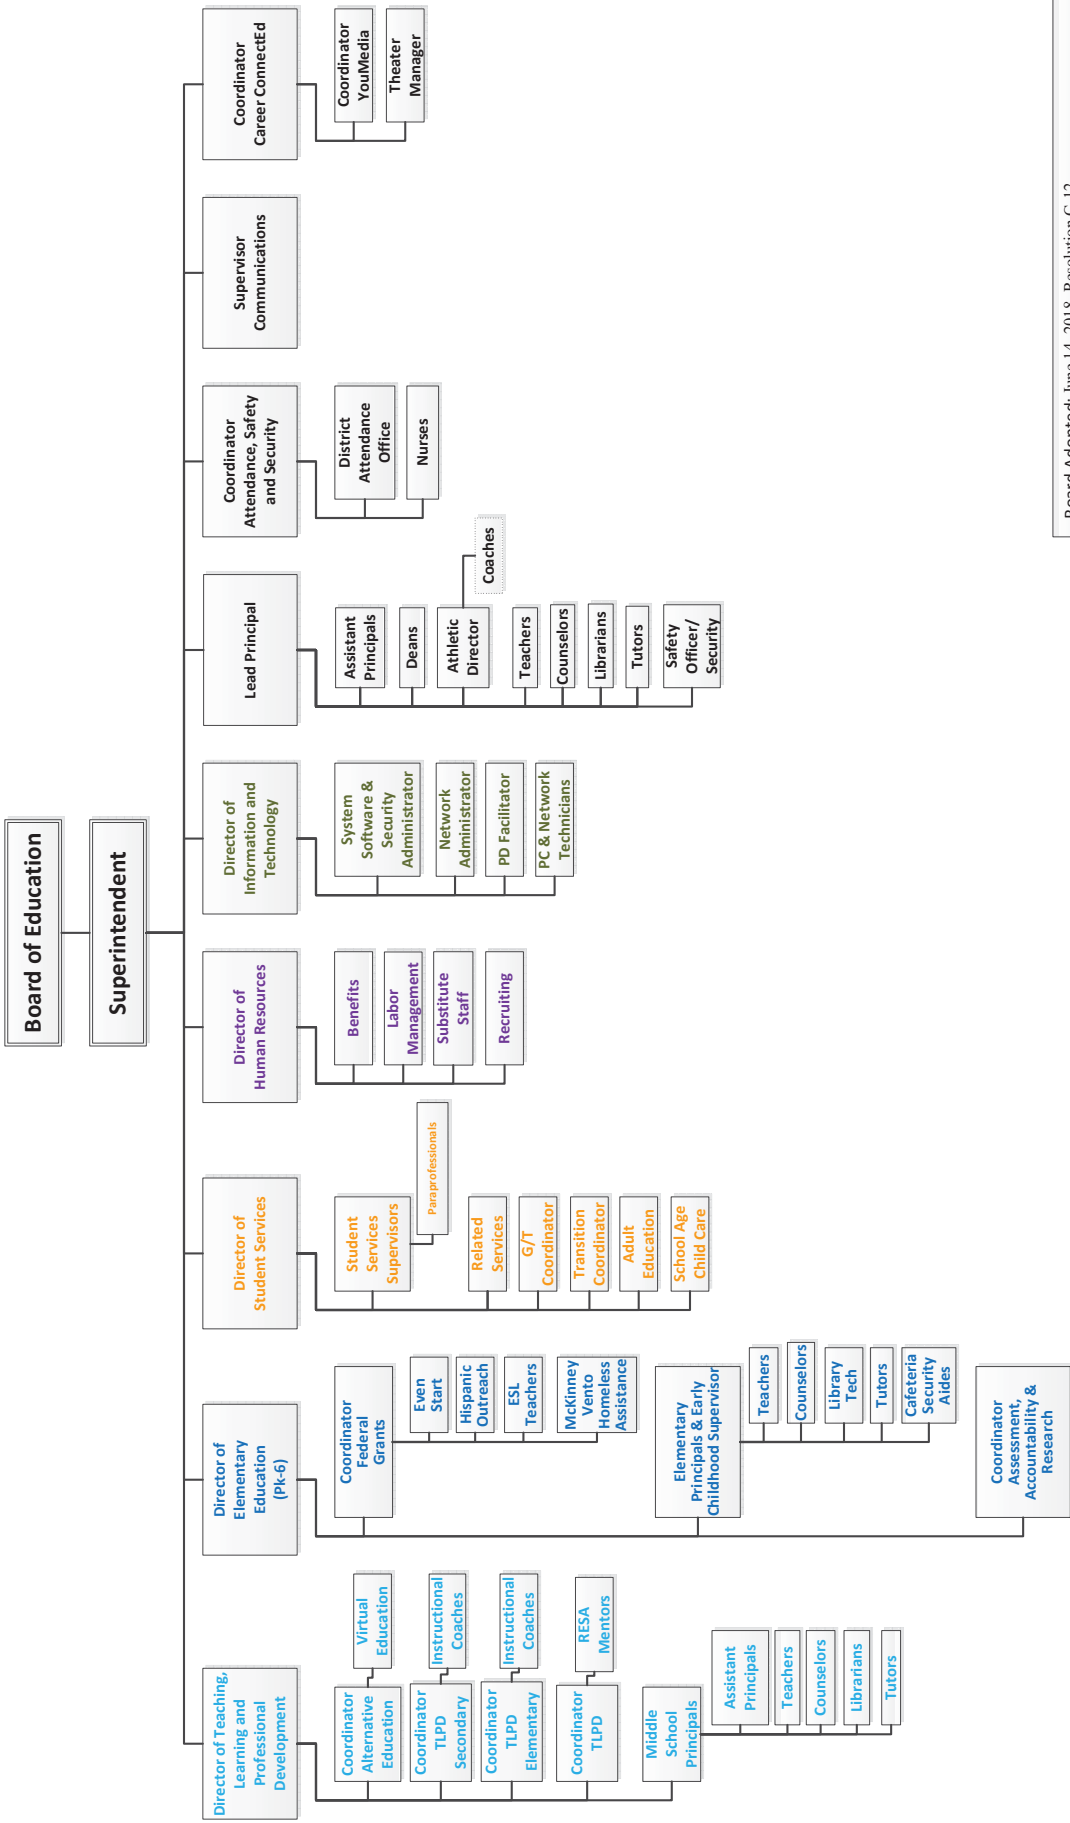 Board of Education
Superintendent
Director of Teaching,
Learning and
Professional
Development
Coordinator
Alternative
Education
Virtual
Education
Coordinator
TLPD
Secondary
Instructional
Coaches
Coordinator
TLPD
Elementary
Instructional
Coaches
Coordinator
TLPD
RESA
Mentors
Middle
School
Principals
Assistant
Principals
Teachers
Counselors
Librarians
Tutors
Director of
Elementary
Education
(Pk-6)
Coordinator
Federal
Grants
Even
Start
Hispanic
Outreach
ESL
Teachers
McKinney
Vento
Homeless
Assistance
Elementary
Principals & Early
Childhood Supervisor
Teachers
Counselors
Library
Tech
Tutors
Cafeteria
Security
Aides
Coordinator
Assessment,
Accountability &
Research
Director of
Student Services
Student
Services
Supervisors
Paraprofessionals
Related
Services
G/T
Coordinator
Transition
Coordinator
Adult
Education
School Age
Child Care
Director of
Human Resources
Benefits
Labor
Management
Substitute
Staff
Recruiting
Director of
Information and
Technology
System
Software &
Security
Administrator
Network
Administrator
PD Facilitator
PC & Network
Technicians
Lead Principal
Assistant
Principals
Deans
Athletic
Director
Coaches
Teachers
Counselors
Librarians
Tutors
Safety
Officer/
Security
Coordinator
Attendance, Safety
and Security
District
Attendance
Office
Nurses
Supervisor
Communications
Coordinator
Career ConnectEd
Coordinator
YouMedia
Theater
Manager
Board Adopted: June 14, 2018, Resolution G-12